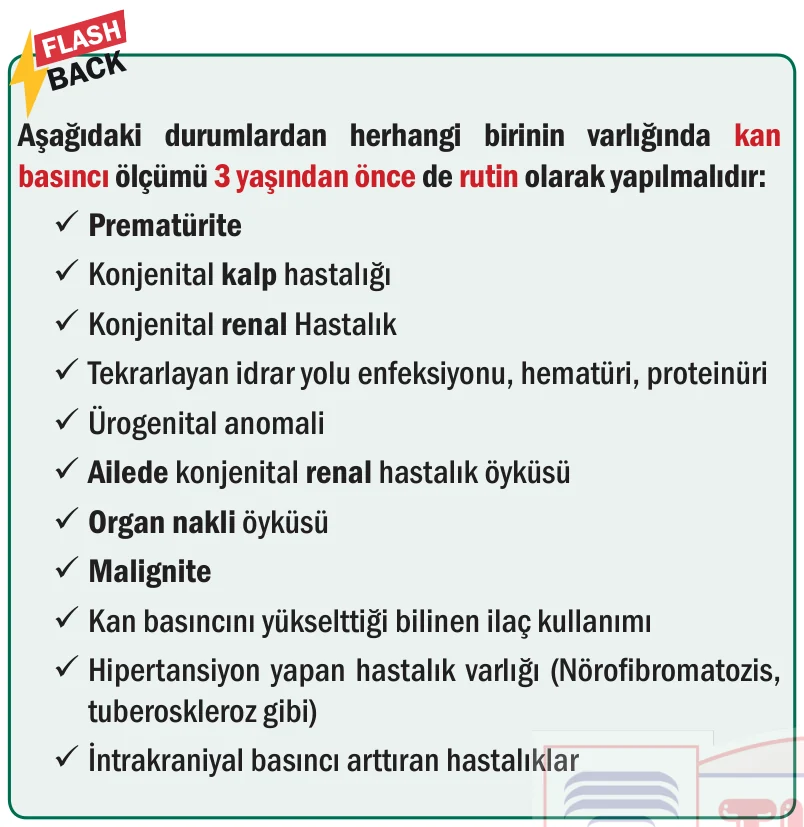 FLASH
BACK
Aşağıdaki durumlardan herhangi birinin varlığında kan
basıncı ölçümü 3 yaşından önce de rutin olarak yapılmalıdır:
✓ Prematürite
✓ Konjenital kalp hastalığı
✓ Konjenital renal Hastalık
✓ Tekrarlayan idrar yolu enfeksiyonu, hematüri, proteinüri
✓ Ürogenital anomali
✓ Ailede konjenital renal hastalık öyküsü
✓ Organ nakli öyküsü
✓ Malignite
✓ Kan basıncını yükselttiği bilinen ilaç kullanımı
✓ Hipertansiyon yapan hastalık varlığı (Nörofibromatozis,
tuberoskleroz gibi)
✓ İntrakraniyal basıncı arttıran hastalıklar